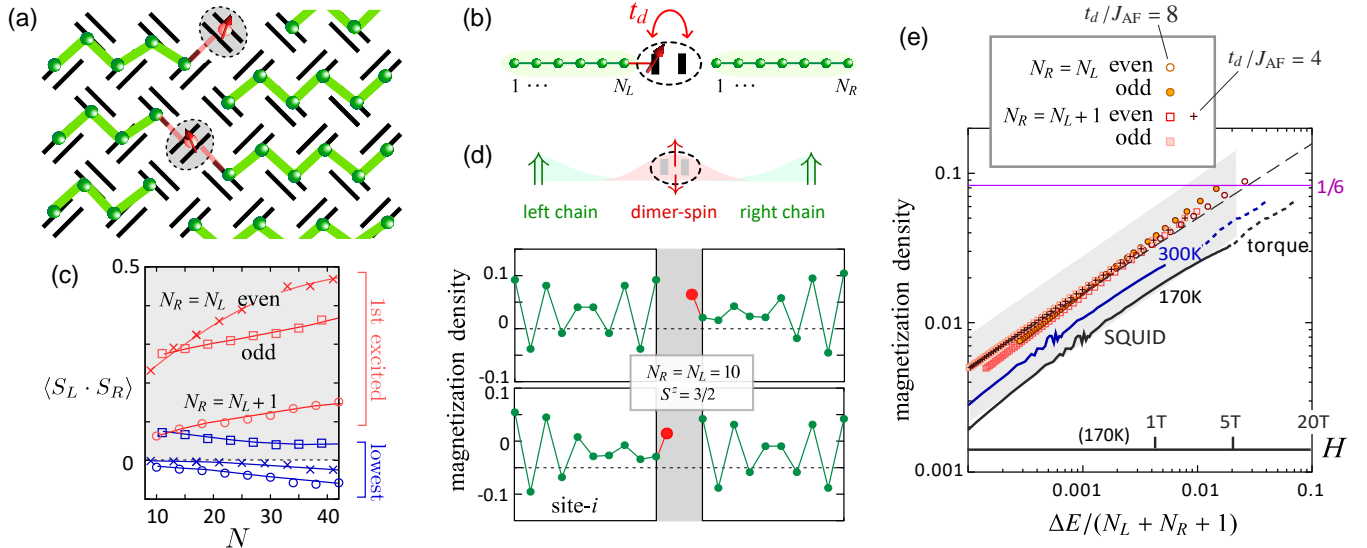 (a)
(b)
t_d
1 ⋯ N_L
1 ⋯ N_R
(c)
0.5
N_R = N_L even
odd
⟨S_L · S_R⟩
N_R = N_L + 1
0
1st excited
lowest
10 20 30 40
N
(d)
left chain
dimer-spin
right chain
magnetization density
0.1
0
-0.1
N_R = N_L = 10
S^z = 3/2
0.1
0
-0.1
site-i
(e)
t_d / J_AF = 8
t_d / J_AF = 4
N_R = N_L even
odd
N_R = N_L + 1 even
odd
magnetization density
0.1
0.01
0.001
1/6
300K
torque
170K
SQUID
(170K)
1T
5T
20T
H
0.001 0.01 0.1
ΔE/(N_L + N_R + 1)